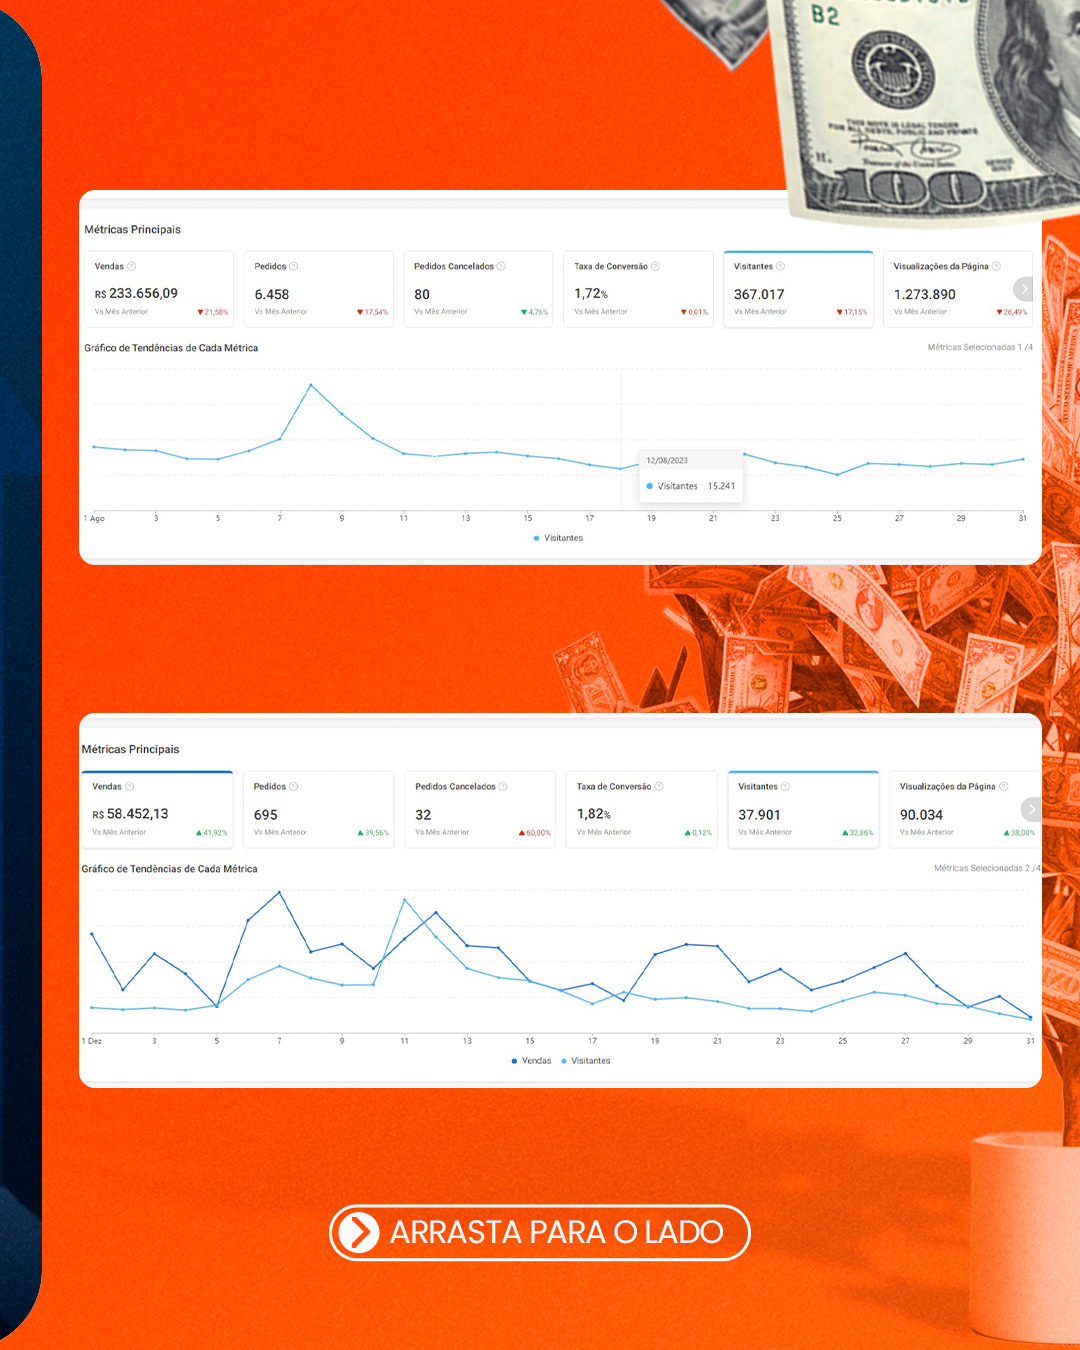 B2
100
Métricas Principais
Vendas
Pedidos
Pedidos Cancelados
Taxa de Conversão
Visitantes
Visualizações da Página
R$ 233.656,09
6.458
80
1,72%
367.017
1.273.890
Vs Mês Anterior ▼ 21,58%
Vs Mês Anterior ▼ 17,54%
Vs Mês Anterior ▼ 4,76%
Vs Mês Anterior ▼ 0,01%
Vs Mês Anterior ▼ 17,15%
Vs Mês Anterior ▼ 26,49%
Gráfico de Tendências de Cada Métrica
Métricas Selecionadas 1 /4
12/08/2023
Visitantes 15.241
1 Ago 3 5 7 9 11 13 15 17 19 21 23 25 27 29 31
Visitantes
Métricas Principais
Vendas
Pedidos
Pedidos Cancelados
Taxa de Conversão
Visitantes
Visualizações da Página
R$ 58.452,13
695
32
1,82%
37.901
90.034
Vs Mês Anterior ▲ 41,92%
Vs Mês Anterior ▲ 39,56%
Vs Mês Anterior ▲ 60,00%
Vs Mês Anterior ▲ 0,12%
Vs Mês Anterior ▲ 32,86%
Vs Mês Anterior ▲ 38,00%
Gráfico de Tendências de Cada Métrica
Métricas Selecionadas 2 /4
1 Dez 3 5 7 9 11 13 15 17 19 21 23 25 27 29 31
Vendas Visitantes
ARRASTA PARA O LADO